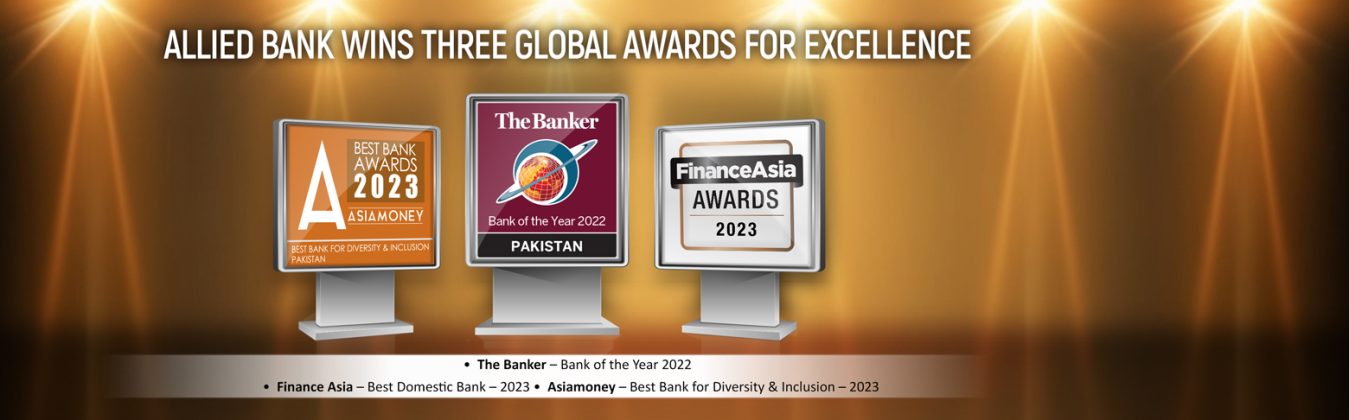 ALLIED BANK WINS THREE GLOBAL AWARDS FOR EXCELLENCE
A
BEST BANK
AWARDS
2023
ASIAMONEY
BEST BANK FOR DIVERSITY & INCLUSION
PAKISTAN
The Banker
Bank of the Year 2022
PAKISTAN
FinanceAsia
AWARDS
2023
• The Banker – Bank of the Year 2022
• Finance Asia – Best Domestic Bank – 2023 • Asiamoney – Best Bank for Diversity & Inclusion – 2023